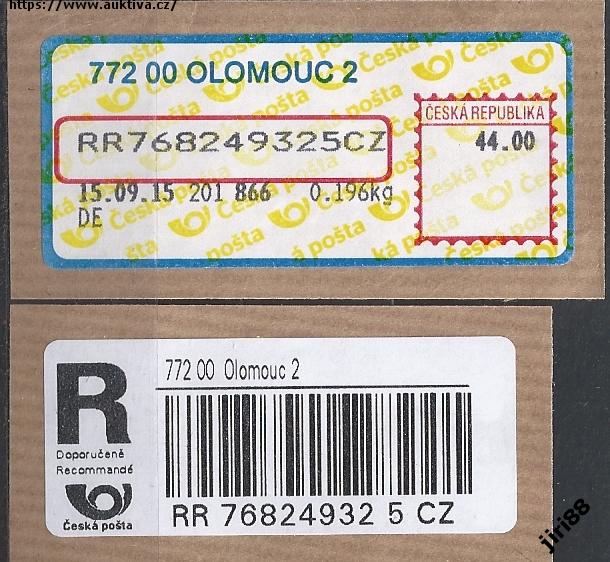 https://www.auktiva.cz/
772 00 OLOMOUC 2
ČESKÁ REPUBLIKA
44.00
RR768249325CZ
15.09.15 201 866 0.196kg
DE
Česká pošta
R
772 00 Olomouc 2
Doporučeně
Recommandé
Česká pošta
RR 76824932 5 CZ
jiri88